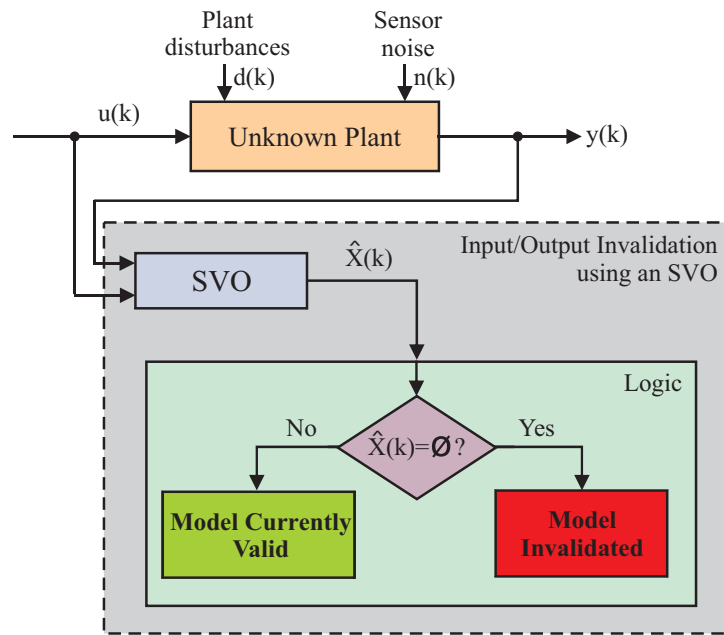 Plant
disturbances
d(k)
Sensor
noise
n(k)
u(k)
Unknown Plant
y(k)
Input/Output Invalidation
using an SVO
SVO
X̂(k)
Logic
No
X̂(k)=Ø?
Yes
Model Currently
Valid
Model
Invalidated